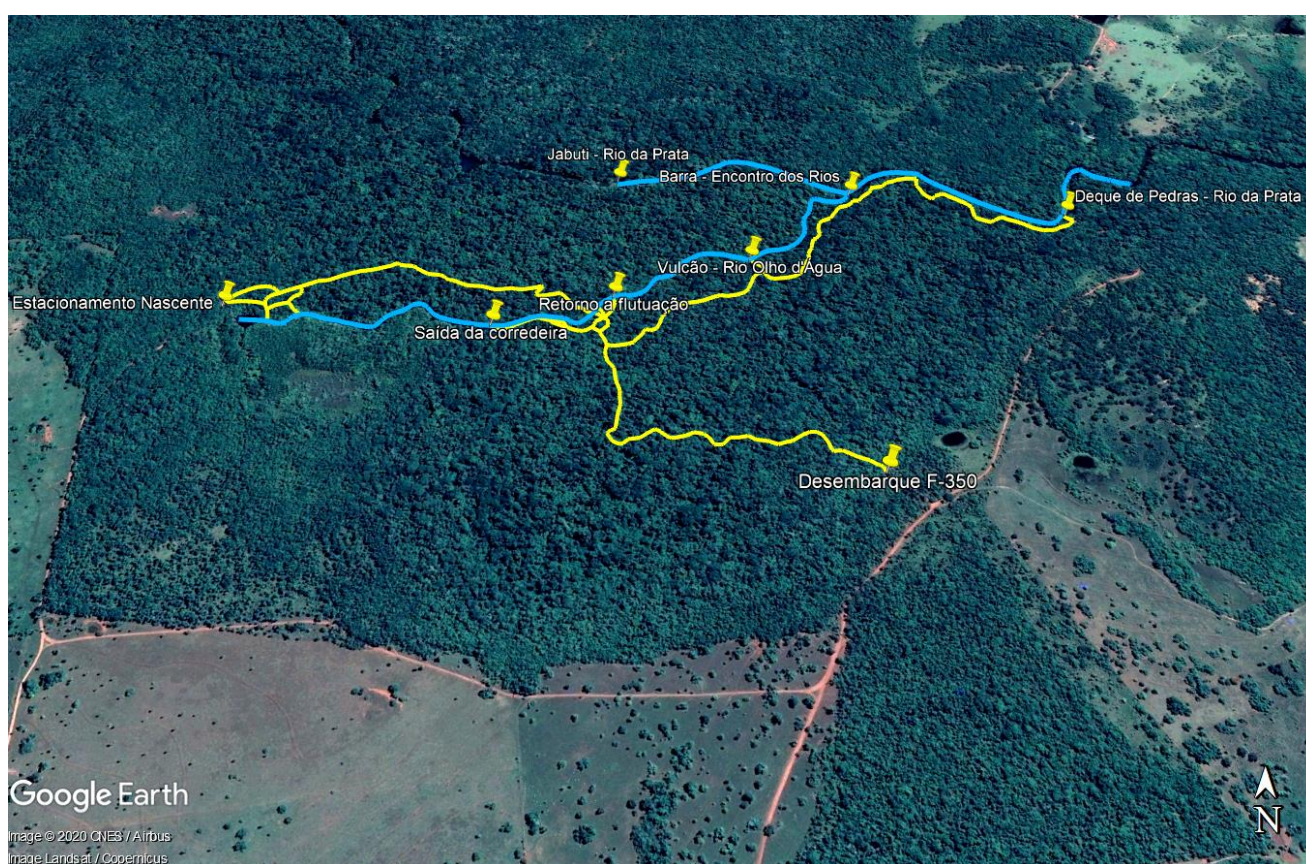 Jabuti - Rio da Prata
Barra - Encontro dos Rios
Deque de Pedras - Rio da Prata
Vulcão - Rio Olho d'Água
Estacionamento Nascente
Retorno a flutuação
Saída da corredeira
Desembarque F-350
Google Earth
N
Image © 2020 CNES / Airbus
Image Landsat / Copernicus